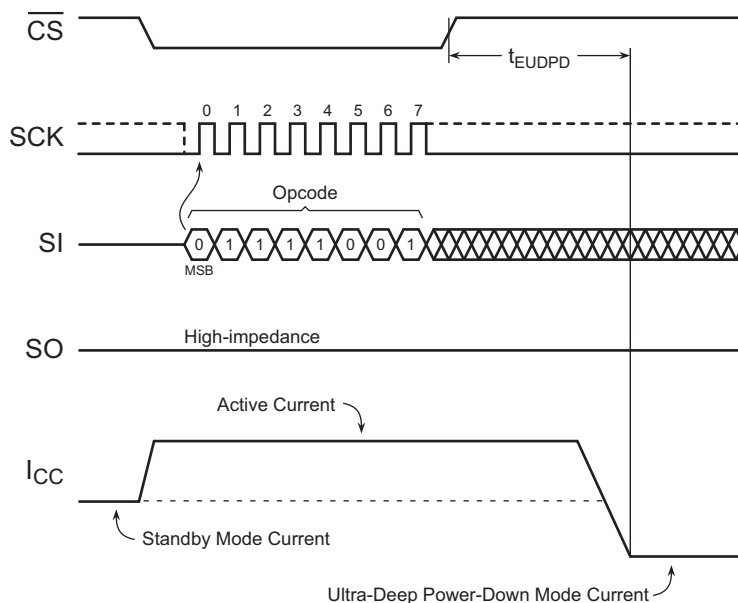 CS
tEUDPD
0 1 2 3 4 5 6 7
SCK
Opcode
SI
0 1 1 1 1 0 0 1
MSB
High-impedance
SO
Active Current
ICC
Standby Mode Current
Ultra-Deep Power-Down Mode Current